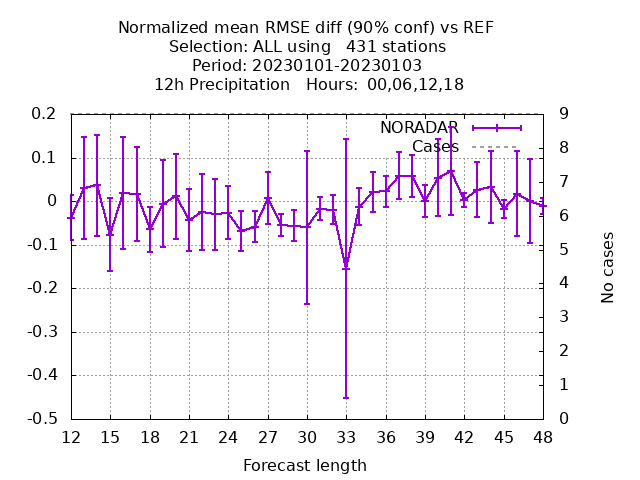 Normalized mean RMSE diff (90% conf) vs REF
Selection: ALL using   431 stations
Period: 20230101-20230103
12h Precipitation   Hours:  00,06,12,18
0.2
0.1
0
-0.1
-0.2
-0.3
-0.4
-0.5
NORADAR
Cases
9
8
7
6
5
4
3
2
1
0
No cases
12 15 18 21 24 27 30 33 36 39 42 45 48
Forecast length